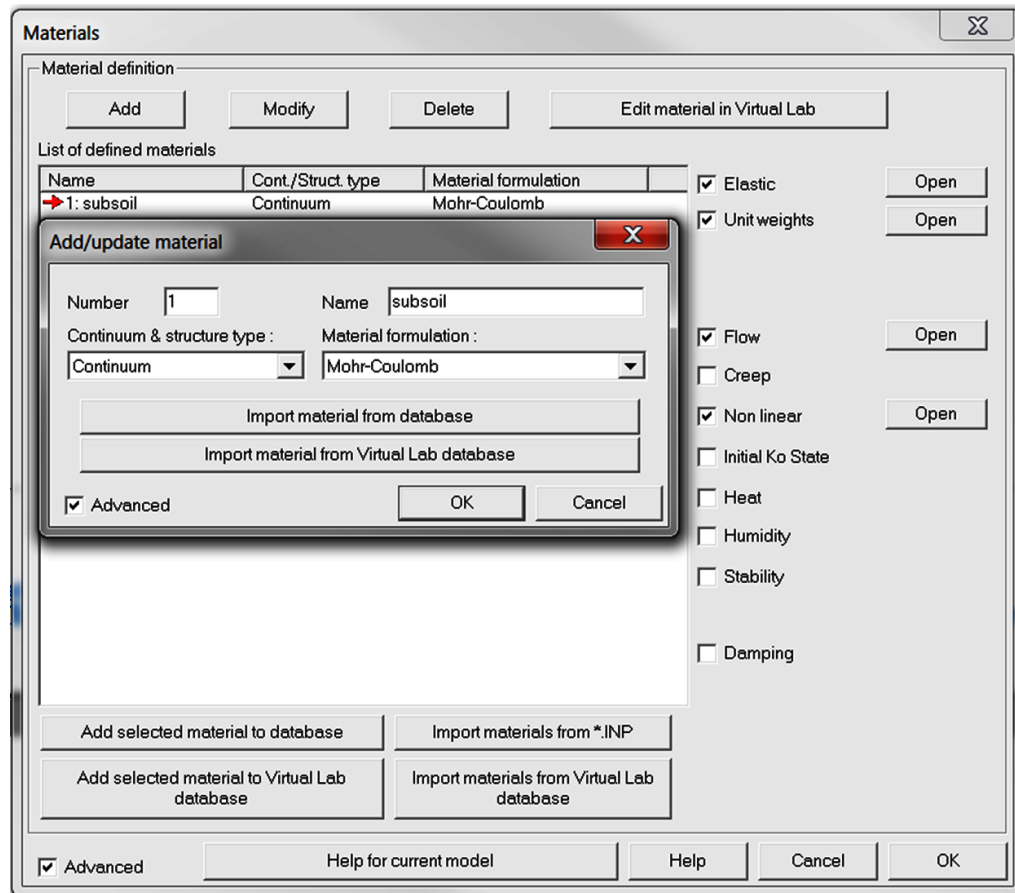 Materials
Material definition
Add
Modify
Delete
Edit material in Virtual Lab
List of defined materials
Name Cont./Struct. type Material formulation
1: subsoil Continuum Mohr-Coulomb
Elastic Open
Unit weights Open
Add/update material
Number 1 Name subsoil
Continuum & structure type : Material formulation :
Continuum Mohr-Coulomb
Import material from database
Import material from Virtual Lab database
Advanced OK Cancel
Flow Open
Creep
Non linear Open
Initial Ko State
Heat
Humidity
Stability
Damping
Add selected material to database Import materials from *.INP
Add selected material to Virtual Lab
database
Import materials from Virtual Lab
database
Advanced Help for current model Help Cancel OK